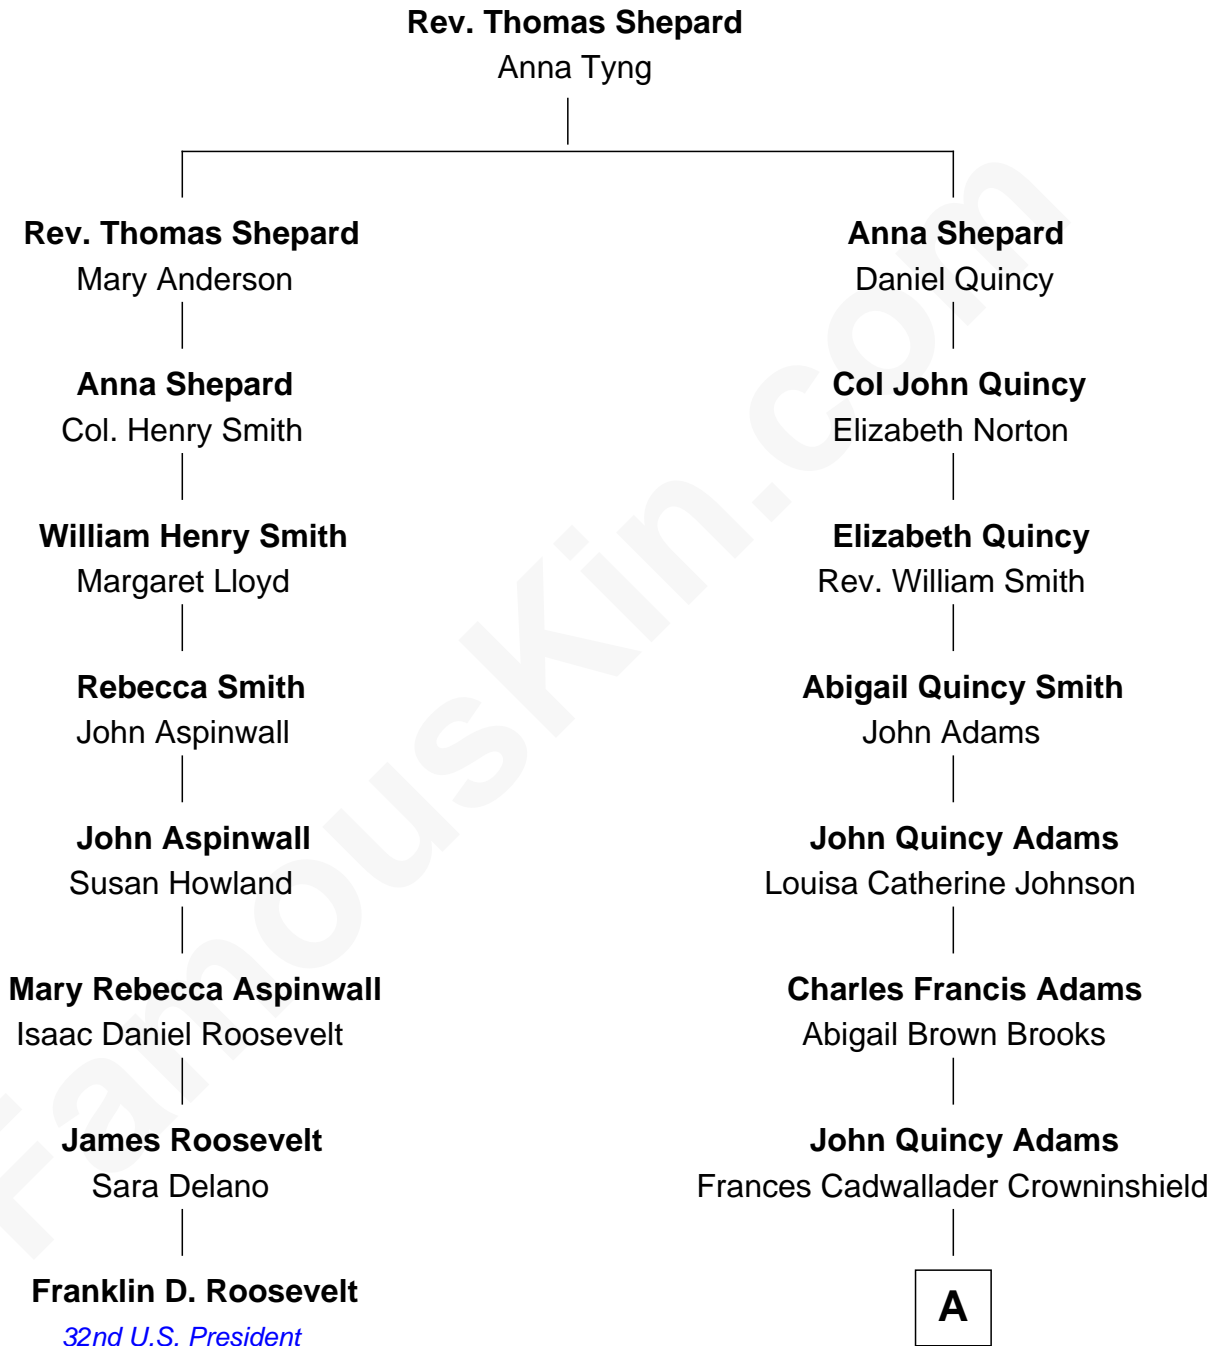 Rev. Thomas Shepard
Anna Tyng
Rev. Thomas Shepard
Mary Anderson
Anna Shepard
Daniel Quincy
Anna Shepard
Col. Henry Smith
Col John Quincy
Elizabeth Norton
William Henry Smith
Margaret Lloyd
Elizabeth Quincy
Rev. William Smith
Rebecca Smith
John Aspinwall
Abigail Quincy Smith
John Adams
John Aspinwall
Susan Howland
John Quincy Adams
Louisa Catherine Johnson
Mary Rebecca Aspinwall
Isaac Daniel Roosevelt
Charles Francis Adams
Abigail Brown Brooks
James Roosevelt
Sara Delano
John Quincy Adams
Frances Cadwallader Crowninshield
Franklin D. Roosevelt
32nd U.S. President
A
FamousKin.com